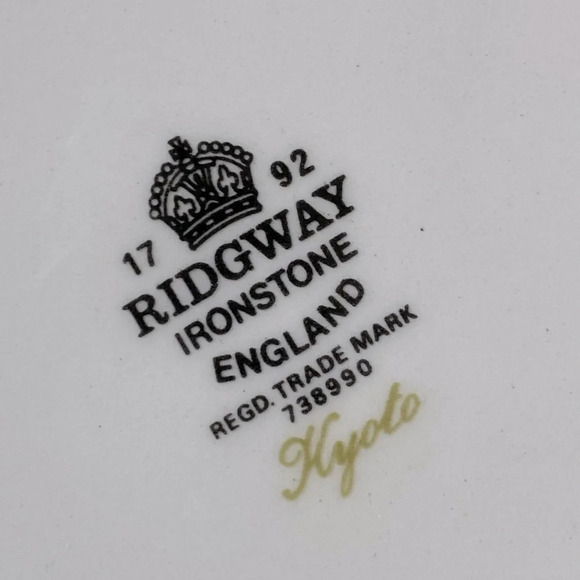 17 92
RIDGWAY
IRONSTONE
ENGLAND
REGD. TRADE MARK
738990
Kyoto